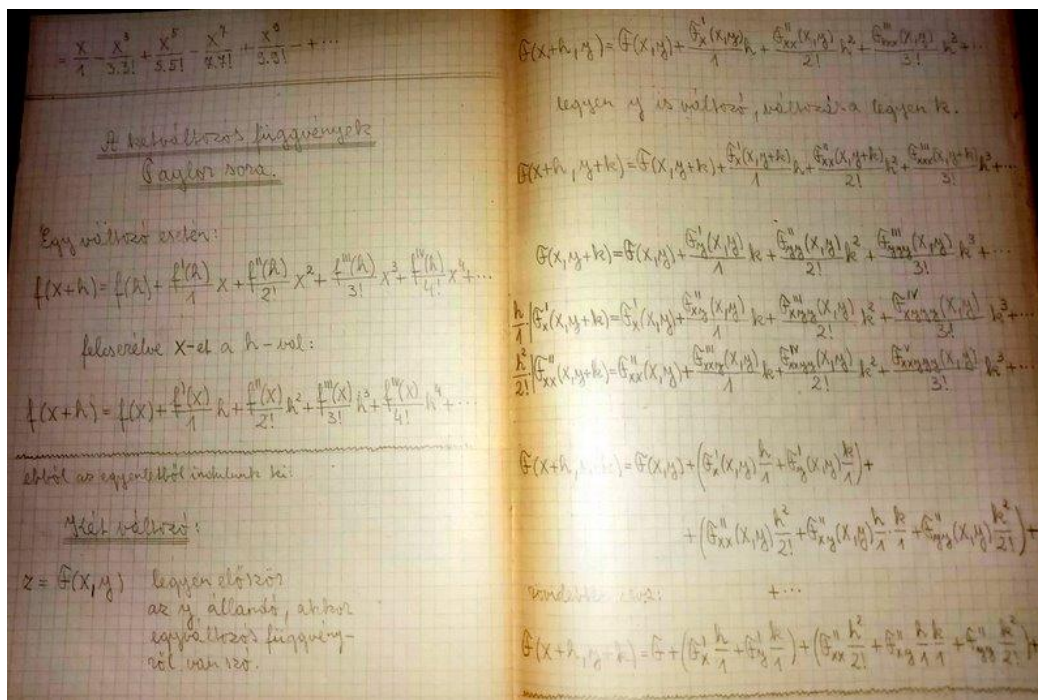 = x/1 - x³/3.3! + x⁵/5.5! - x⁷/7.7! + x⁹/9.9! - + ...
A kétváltozós függvények
Taylor sora.
Egy változó esetén:
f(x+h) = f(h) + f'(h)/1 x + f''(h)/2! x² + f'''(h)/3! x³ + f^IV(h)/4! x⁴ + ...
felcserélve x-et a h-val:
f(x+h) = f(x) + f'(x)/1 h + f''(x)/2! h² + f'''(x)/3! h³ + f^IV(x)/4! h⁴ + ...
ebből az egyenletből indulunk ki:
Két változó:
z = F(x,y) legyen először
az y állandó, akkor
egyváltozós függvény-
ről van szó.
F(x+h,y) = F(x,y) + F'x(x,y)/1 h + F''xx(x,y)/2! h² + F'''xxx(x,y)/3! h³ + ...
legyen y is változó, változása legyen k.
F(x+h,y+k) = F(x,y+k) + F'x(x,y+k)/1 h + F''xx(x,y+k)/2! h² + F'''xxx(x,y+k)/3! h³ + ...
F(x,y+k) = F(x,y) + F'y(x,y)/1 k + F''yy(x,y)/2! k² + F'''yyy(x,y)/3! k³ + ...
h/1 | F'x(x,y+k) = F'x(x,y) + F''xy(x,y)/1 k + F'''xyy(x,y)/2! k² + F^IVxyyy(x,y)/3! k³ + ...
h²/2! | F''xx(x,y+k) = F''xx(x,y) + F'''xxy(x,y)/1 k + F^IVxxyy(x,y)/2! k² + F^Vxxyyy(x,y)/3! k³ + ...
F(x+h,y+k) = F(x,y) + (F'x(x,y) h/1 + F'y(x,y) k/1) +
+ (F''xx(x,y) h²/2! + F''xy(x,y) h/1 · k/1 + F''yy(x,y) k²/2!) +
+ ...
F(x+h,y+k) = F + (F'x h/1 + F'y k/1) + (F''xx h²/2! + F''xy h/1 k/1 + F''yy k²/2!) +